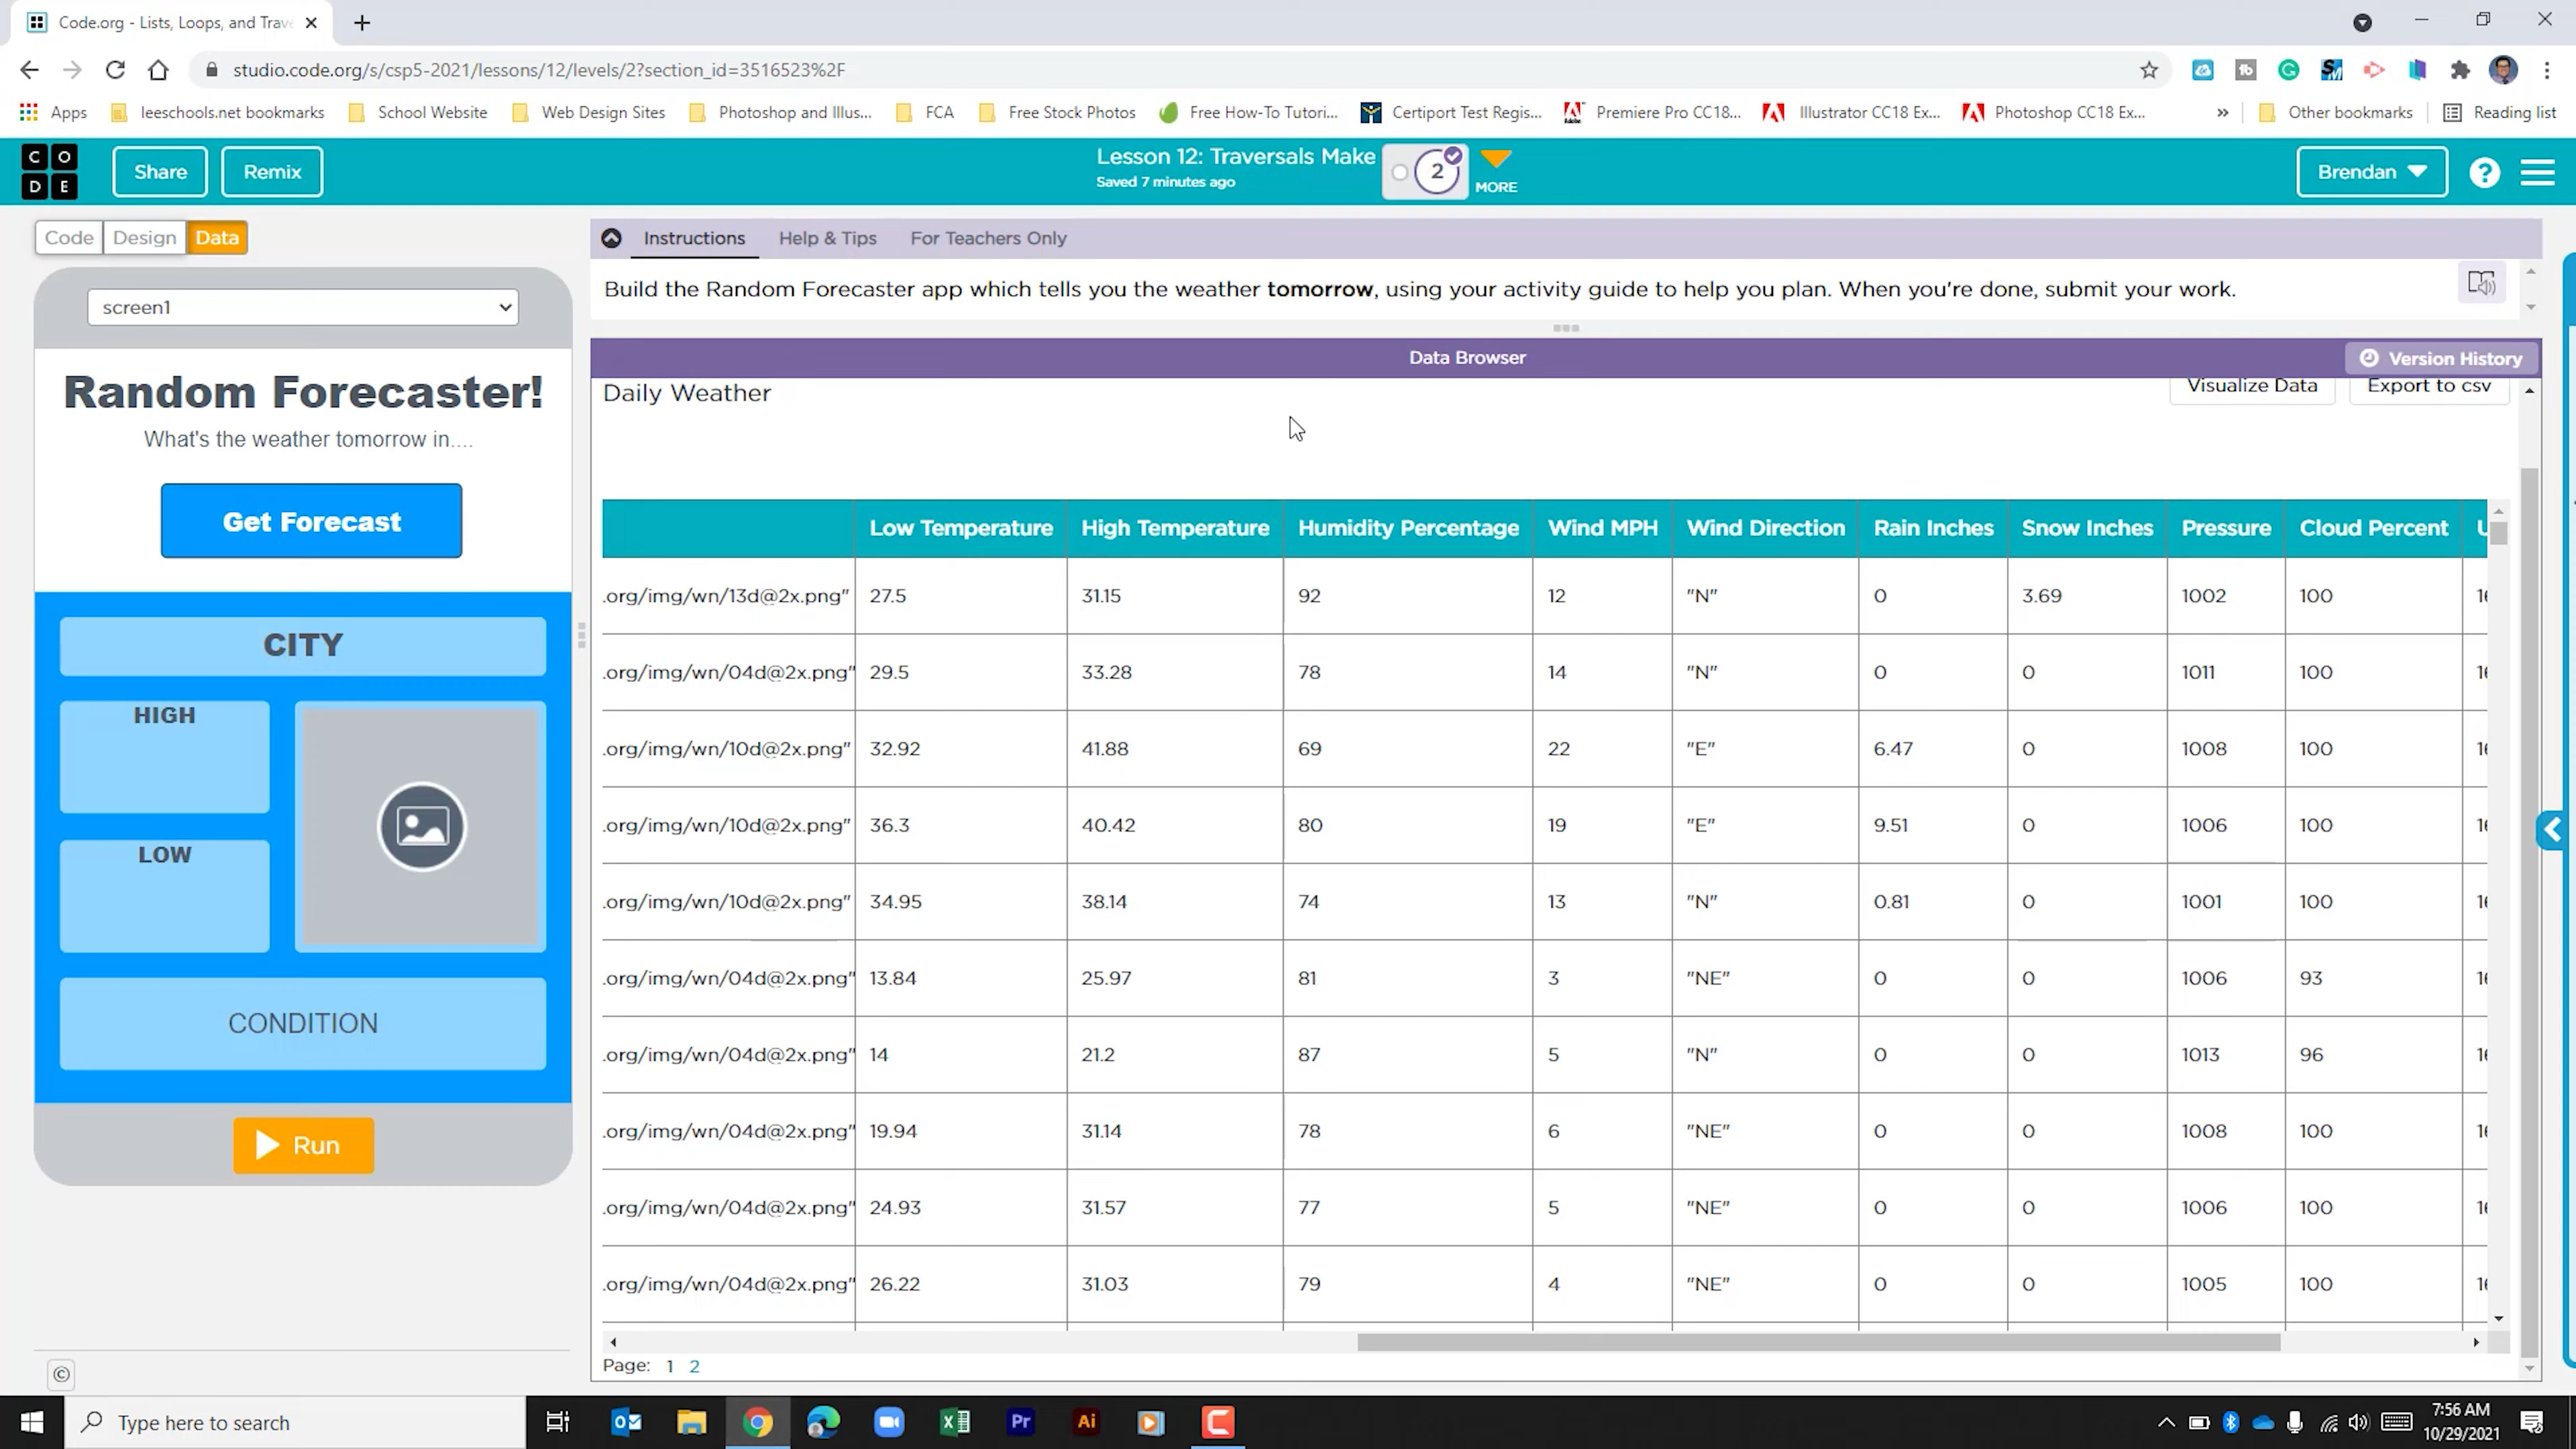 Code.org - Lists, Loops, and Trav
studio.code.org/s/csp5-2021/lessons/12/levels/2?section_id=3516523%2F
Apps leeschools.net bookmarks School Website Web Design Sites Photoshop and Illus... FCA Free Stock Photos Free How-To Tutori... Certiport Test Regis... Premiere Pro CC18... Illustrator CC18 Ex... Photoshop CC18 Ex... » Other bookmarks Reading list
CODE Share Remix Lesson 12: Traversals Make 2 MORE Brendan ?
Saved 7 minutes ago
Code Design Data
Instructions Help & Tips For Teachers Only
Build the Random Forecaster app which tells you the weather tomorrow, using your activity guide to help you plan. When you're done, submit your work.
screen1
Random Forecaster!
What's the weather tomorrow in....
Get Forecast
CITY
HIGH
LOW
CONDITION
Run
©
Data Browser Version History
Daily Weather Visualize Data Export to csv
Low Temperature High Temperature Humidity Percentage Wind MPH Wind Direction Rain Inches Snow Inches Pressure Cloud Percent
.org/img/wn/13d@2x.png" 27.5 31.15 92 12 "N" 0 3.69 1002 100
.org/img/wn/04d@2x.png" 29.5 33.28 78 14 "N" 0 0 1011 100
.org/img/wn/10d@2x.png" 32.92 41.88 69 22 "E" 6.47 0 1008 100
.org/img/wn/10d@2x.png" 36.3 40.42 80 19 "E" 9.51 0 1006 100
.org/img/wn/10d@2x.png" 34.95 38.14 74 13 "N" 0.81 0 1001 100
.org/img/wn/04d@2x.png" 13.84 25.97 81 3 "NE" 0 0 1006 93
.org/img/wn/04d@2x.png" 14 21.2 87 5 "N" 0 0 1013 96
.org/img/wn/04d@2x.png" 19.94 31.14 78 6 "NE" 0 0 1008 100
.org/img/wn/04d@2x.png" 24.93 31.57 77 5 "NE" 0 0 1006 100
.org/img/wn/04d@2x.png" 26.22 31.03 79 4 "NE" 0 0 1005 100
Page: 1 2
Type here to search
Pr Ai
7:56 AM
10/29/2021